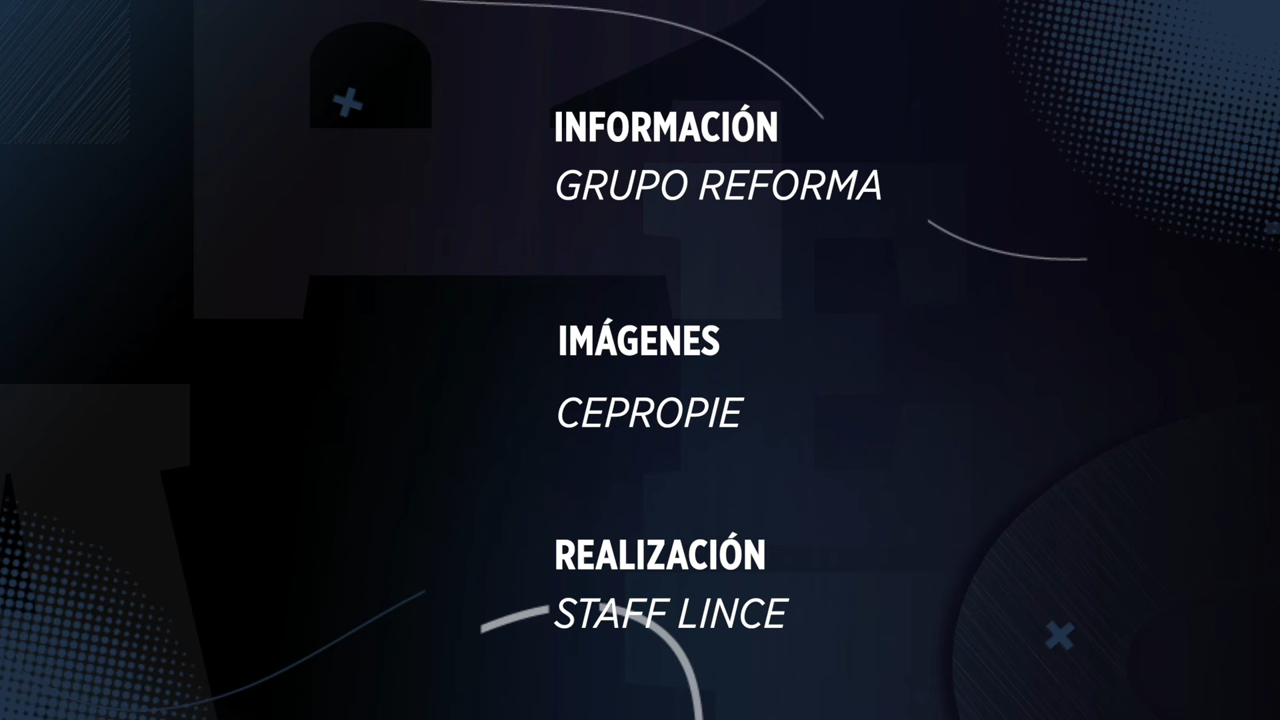 INFORMACIÓN
GRUPO REFORMA
IMÁGENES
CEPROPIE
REALIZACIÓN
STAFF LINCE